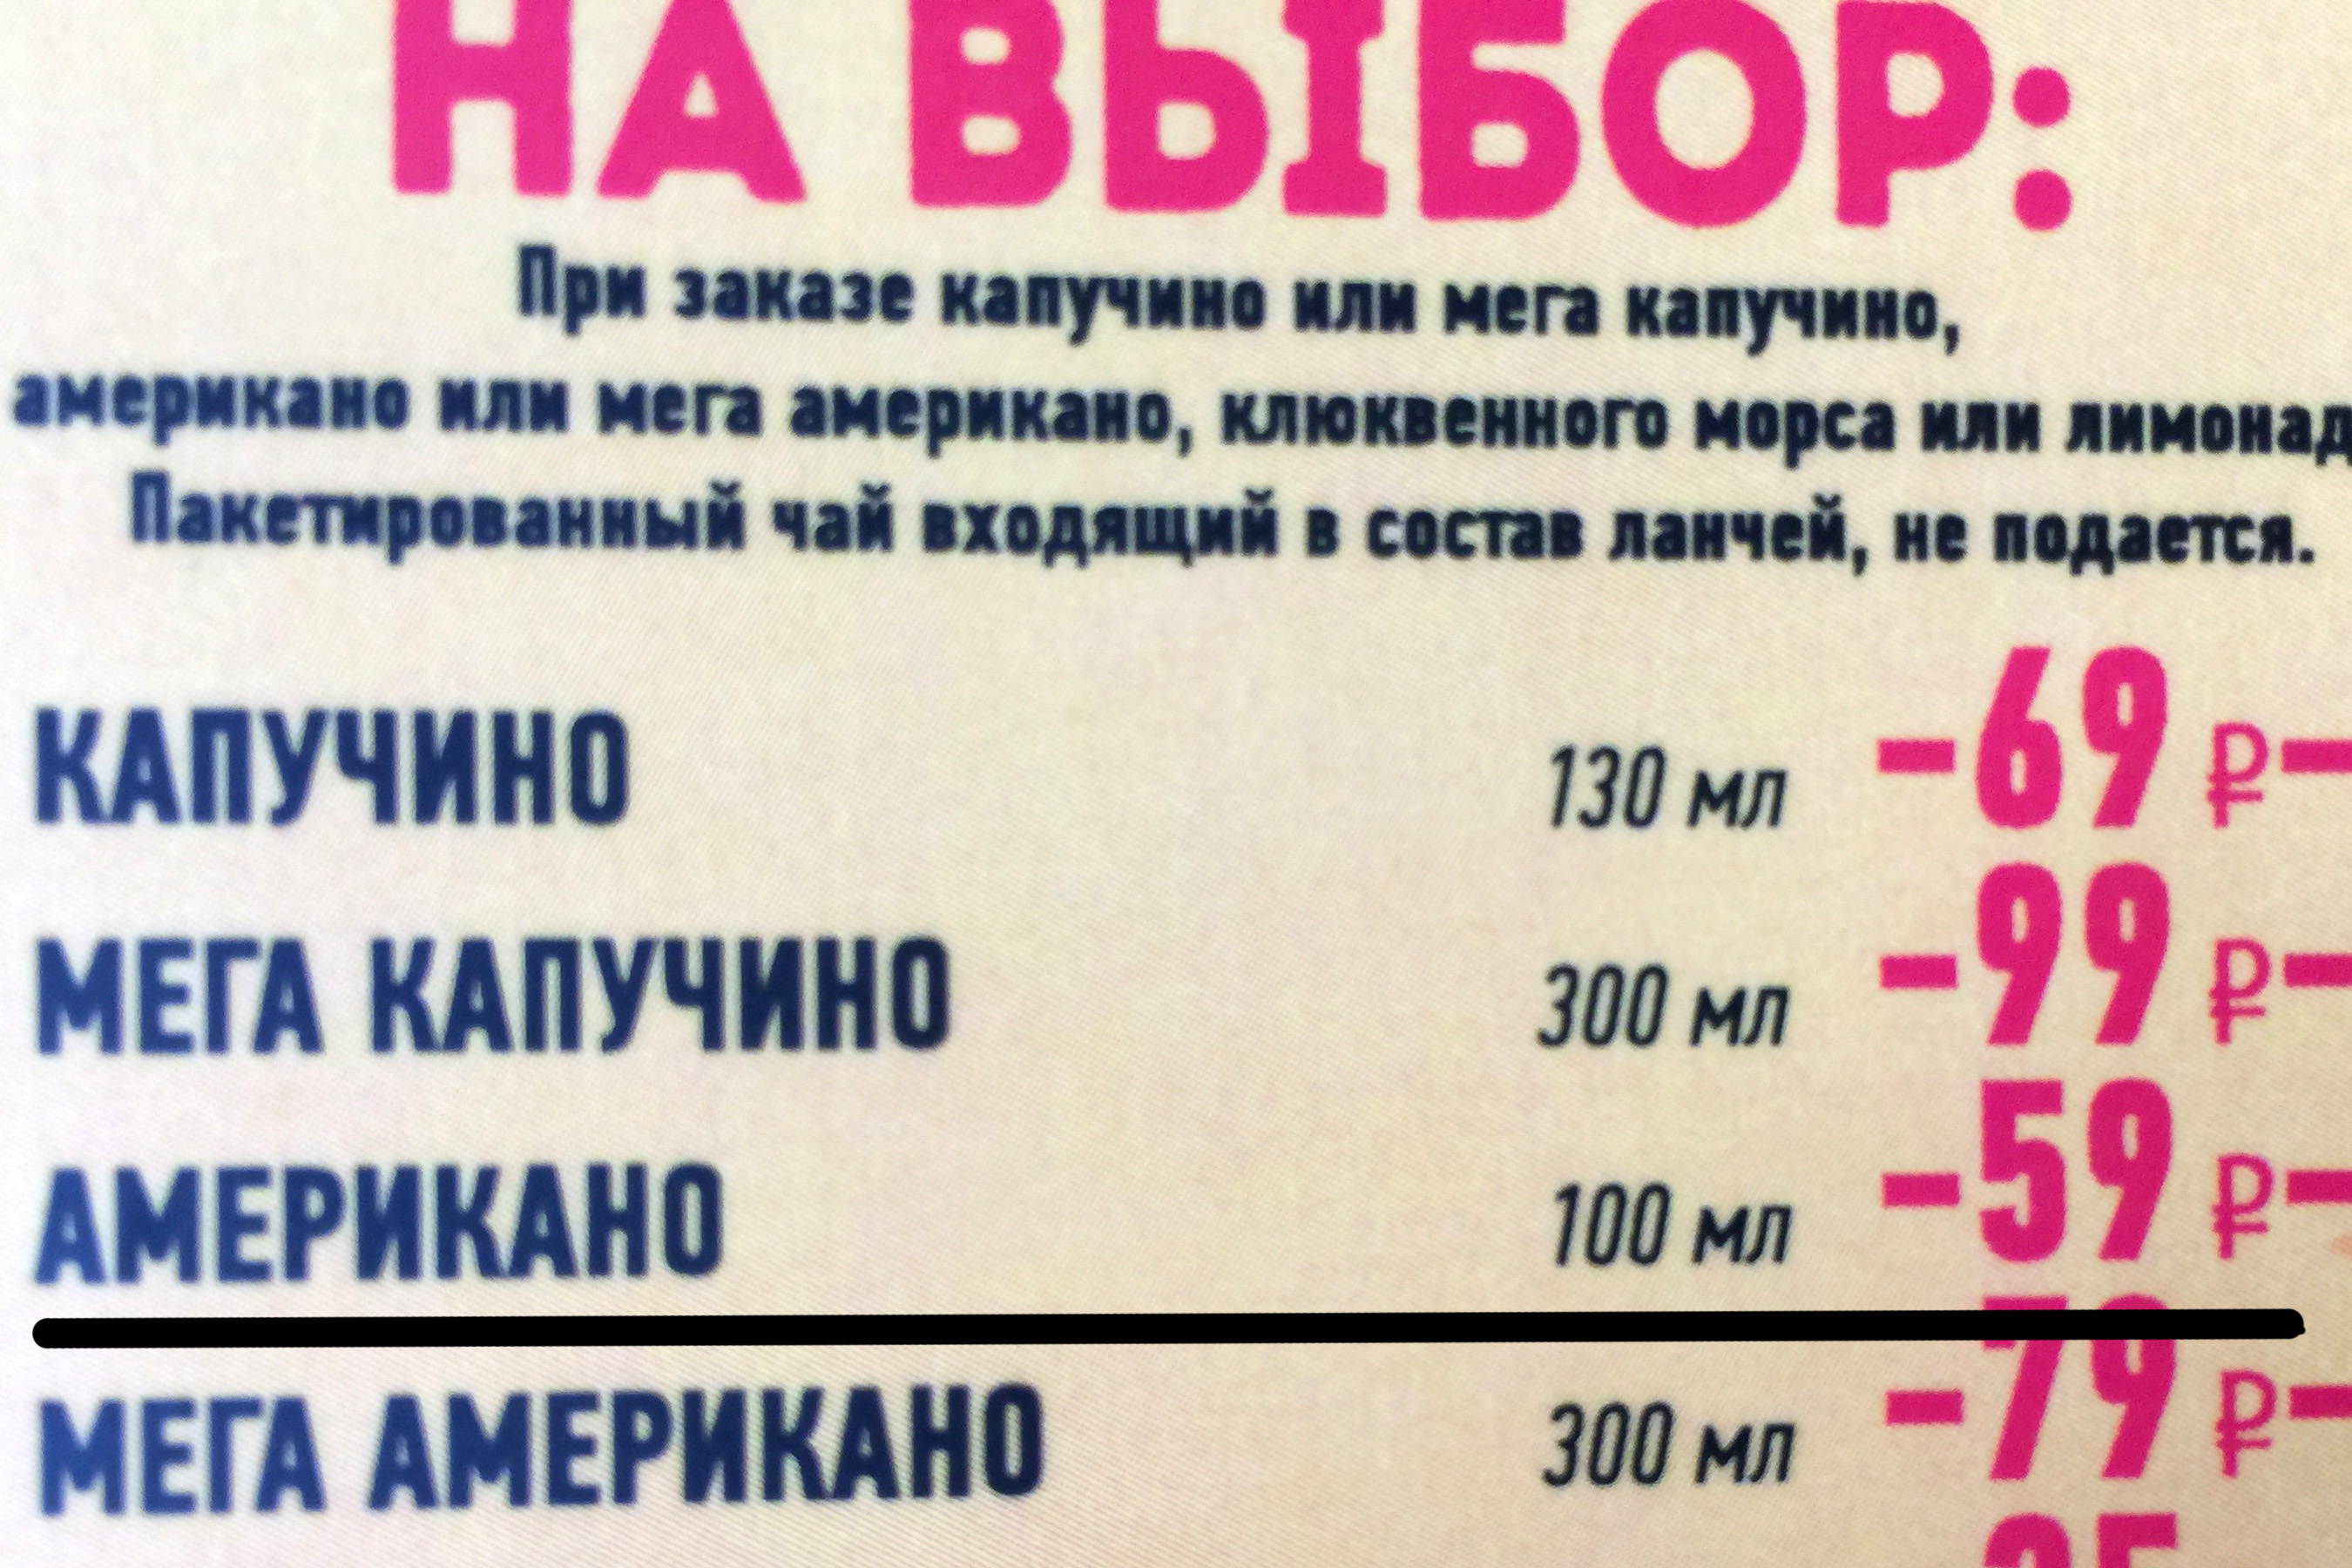 НА ВЫБОР:
При заказе капучино или мега капучино,
американо или мега американо, клюквенного морса или лимонад
Пакетированный чай входящий в состав ланчей, не подается.
КАПУЧИНО 130 мл -69 ₽-
МЕГА КАПУЧИНО 300 мл -99 ₽-
АМЕРИКАНО 100 мл -59 ₽-
МЕГА АМЕРИКАНО 300 мл -79 ₽-